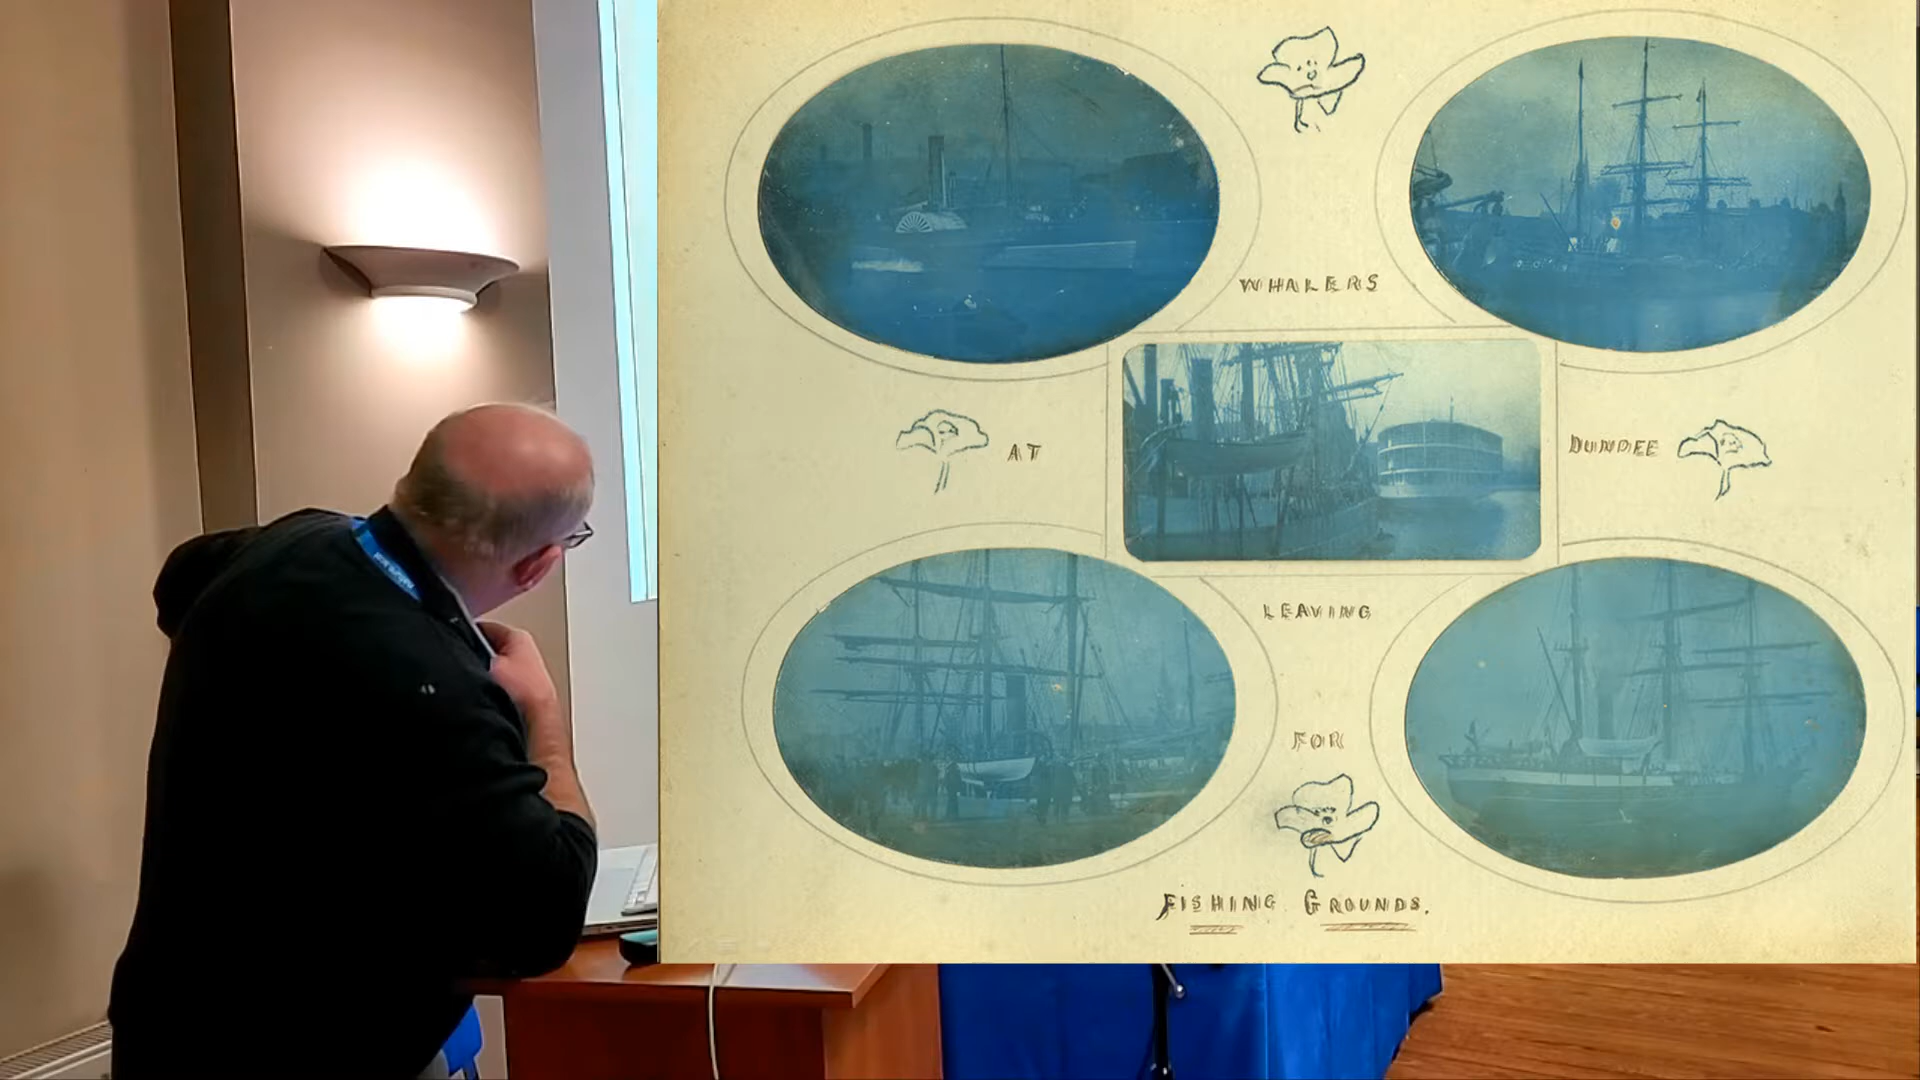 WHALERS
AT
DUNDEE
LEAVING
FOR
FISHING GROUNDS.